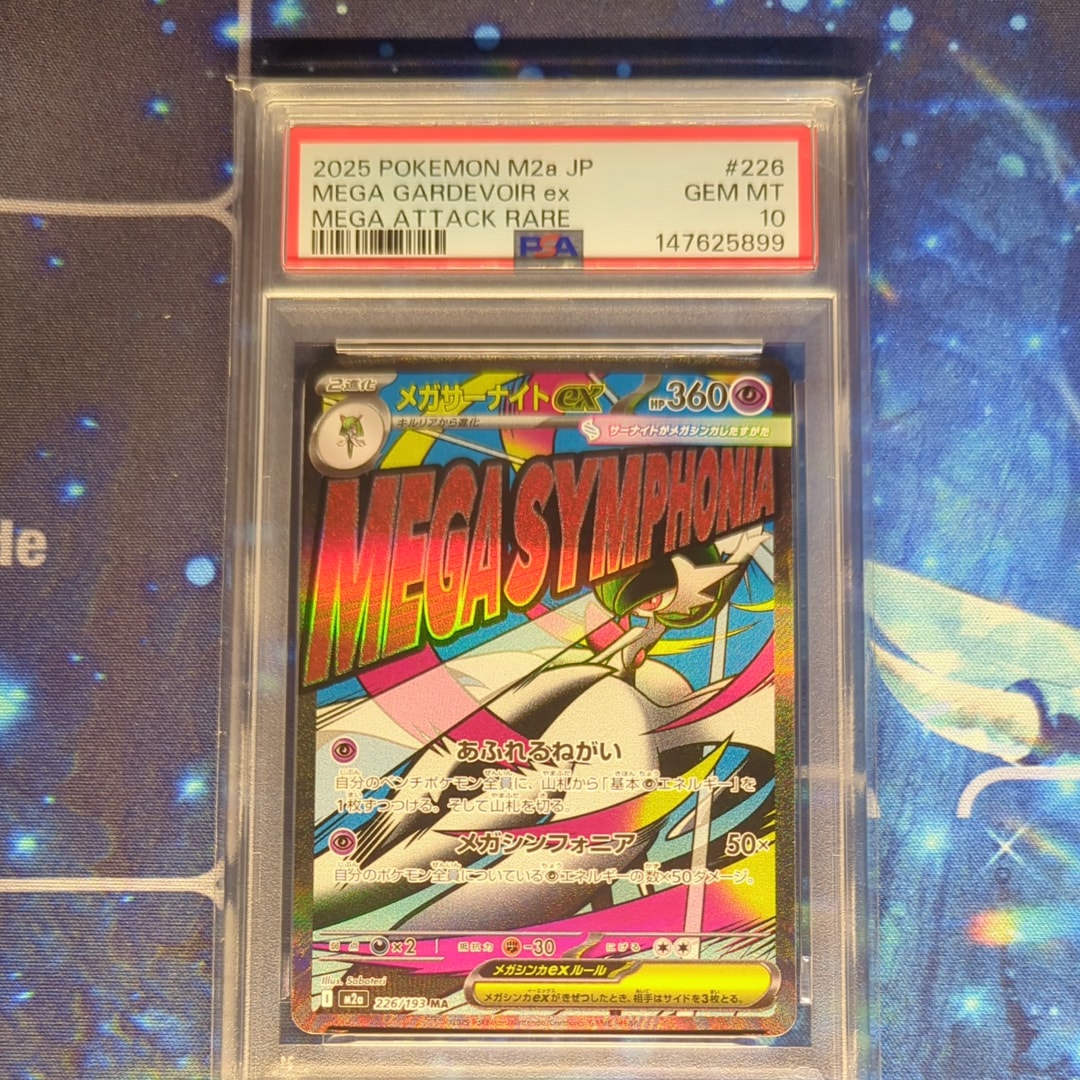 2025 POKEMON M2a JP #226
MEGA GARDEVOIR ex GEM MT
MEGA ATTACK RARE 10
PSA 147625899
2進化 メガサーナイトex HP360
キルリアから進化
サーナイトがメガシンカしたすがた
MEGA SYMPHONIA
le
あふれるねがい
自分のベンチポケモン全員に、山札から「基本エネルギー」を
1枚ずつつける。そして山札を切る。
メガシンフォニア 50×
自分のポケモン全員についているエネルギーの数×50ダメージ。
弱点 ×2 抵抗力 -30 にげる
メガシンカexルール
メガシンカexがきぜつしたとき、相手はサイドを3枚とる。
Illus. Saboteri
M2a 226/193 MA